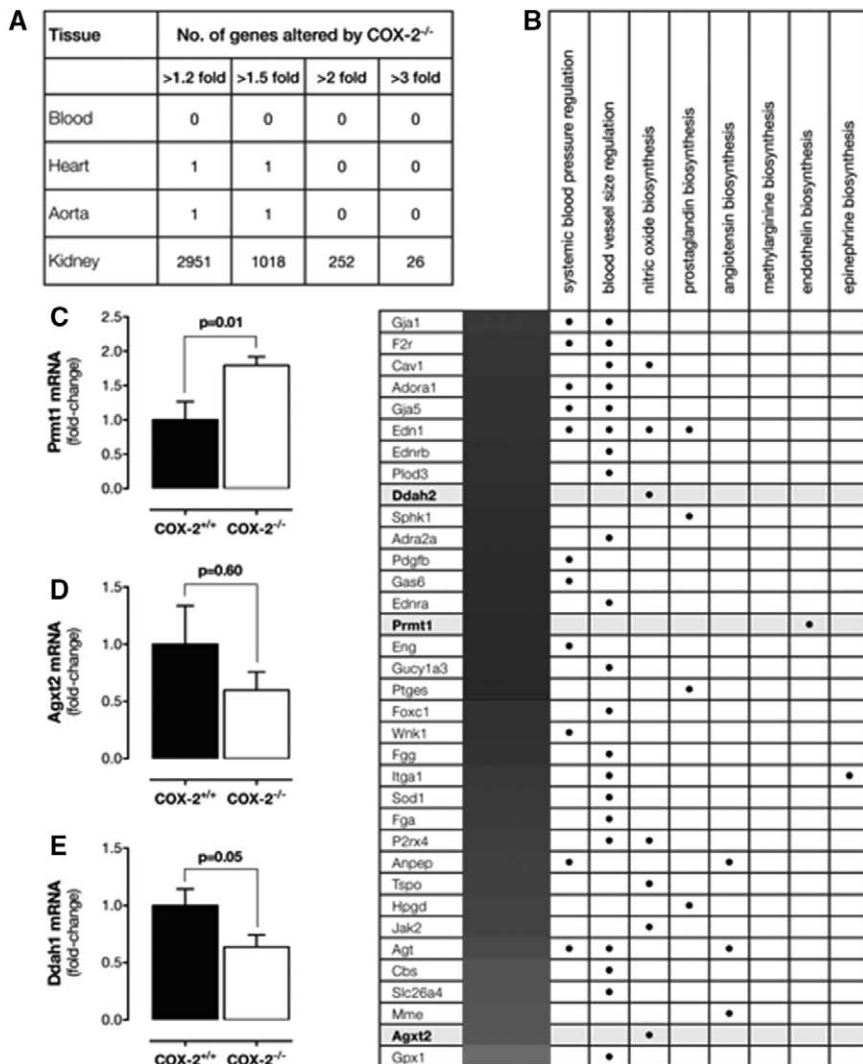 A
Tissue No. of genes altered by COX-2-/-
>1.2 fold >1.5 fold >2 fold >3 fold
Blood 0 0 0 0
Heart 1 1 0 0
Aorta 1 1 0 0
Kidney 2951 1018 252 26
B
systemic blood pressure regulation
blood vessel size regulation
nitric oxide biosynthesis
prostaglandin biosynthesis
angiotensin biosynthesis
methylarginine biosynthesis
endothelin biosynthesis
epinephrine biosynthesis
Gja1
F2r
Cav1
Adora1
Gja5
Edn1
Ednrb
Plod3
Ddah2
Sphk1
Adra2a
Pdgfb
Gas6
Ednra
Prmt1
Eng
Gucy1a3
Ptges
Foxc1
Wnk1
Fgg
Itga1
Sod1
Fga
P2rx4
Anpep
Tspo
Hpgd
Jak2
Agt
Cbs
Slc26a4
Mme
Agxt2
Gpx1
C
Prmt1 mRNA
(fold-change)
2.5
2.0
1.5
1.0
0.5
0.0
p=0.01
COX-2+/+ COX-2-/-
D
Agxt2 mRNA
(fold-change)
1.5
1.0
0.5
0.0
p=0.60
COX-2+/+ COX-2-/-
E
Ddah1 mRNA
(fold-change)
1.5
1.0
0.5
0.0
p=0.05
COX-2+/+ COX-2-/-